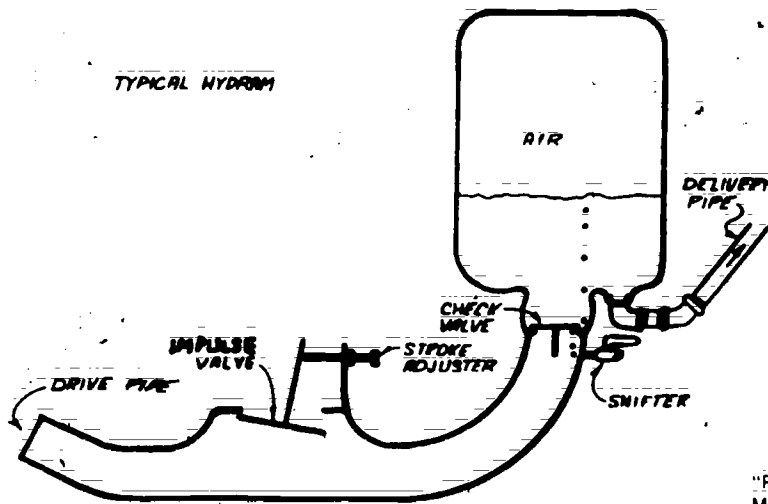 TYPICAL HYDRAM
AIR
DELIVERY
PIPE
CHECK
VALVE
IMPULSE
VALVE
STROKE
ADJUSTER
DRIVE PIPE
SNIFTER